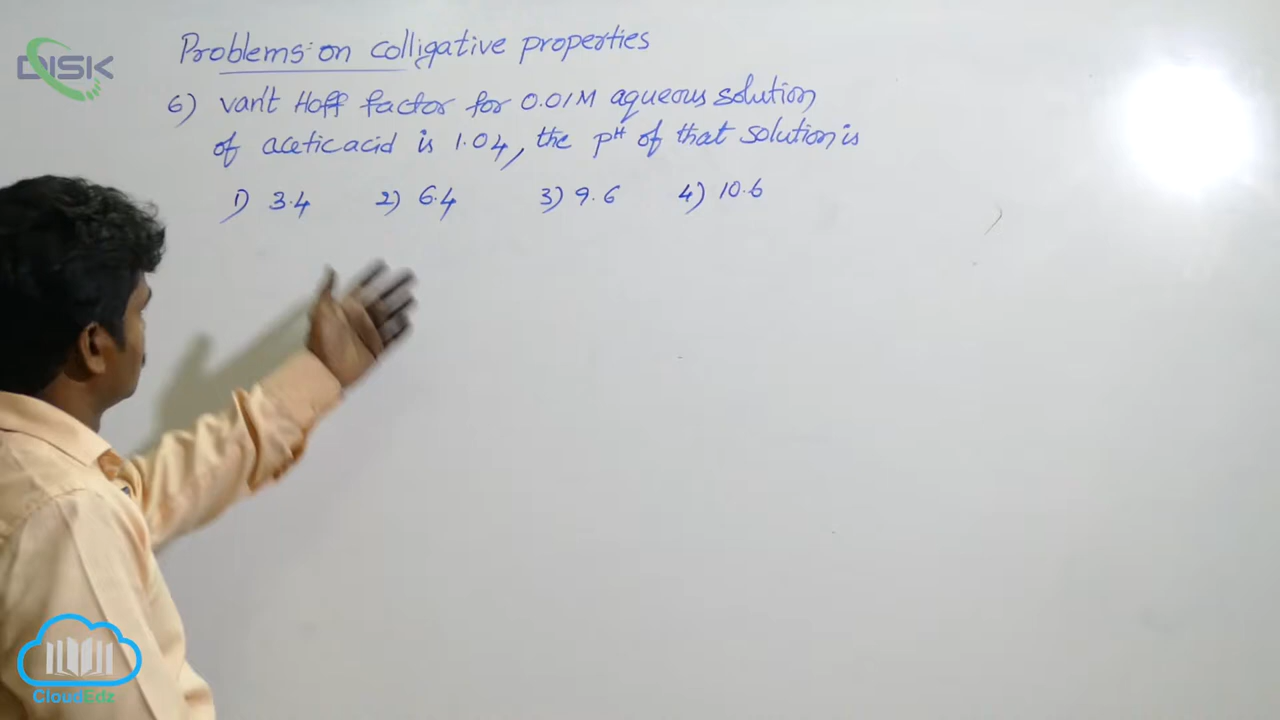 DISK
Problems on colligative properties
6) van't Hoff factor for 0.01M aqueous solution
of acetic acid is 1.04, the pH of that solution is
1) 3.4 2) 6.4 3) 9.6 4) 10.6
CloudEdz